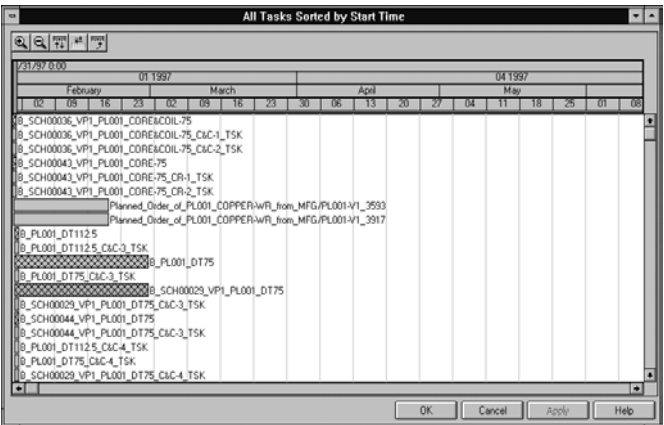 All Tasks Sorted by Start Time
/31/97 0:00
01 1997 04 1997
February March April May
02 09 16 23 02 09 16 23 30 06 13 20 27 04 11 18 25 01 08
B_SCH00036_VP1_PL001_CORE&COIL-75
B_SCH00036_VP1_PL001_CORE&COIL-75_C&C-1_TSK
B_SCH00036_VP1_PL001_CORE&COIL-75_C&C-2_TSK
B_SCH00043_VP1_PL001_CORE-75
B_SCH00043_VP1_PL001_CORE-75_CR-1_TSK
B_SCH00043_VP1_PL001_CORE-75_CR-2_TSK
Planned_Order_of_PL001_COPPER-WR_from_MFG/PL001-V1_3593
Planned_Order_of_PL001_COPPER-WR_from_MFG/PL001-V1_3917
B_PL001_DT112.5
B_PL001_DT112.5_C&C-3_TSK
B_PL001_DT75
B_PL001_DT75_C&C-3_TSK
B_SCH00029_VP1_PL001_DT75
B_SCH00029_VP1_PL001_DT75_C&C-3_TSK
B_SCH00044_VP1_PL001_DT75
B_SCH00044_VP1_PL001_DT75_C&C-3_TSK
B_PL001_DT112.5_C&C-4_TSK
B_PL001_DT75_C&C-4_TSK
B_SCH00029_VP1_PL001_DT75_C&C-4_TSK
OK Cancel Apply Help